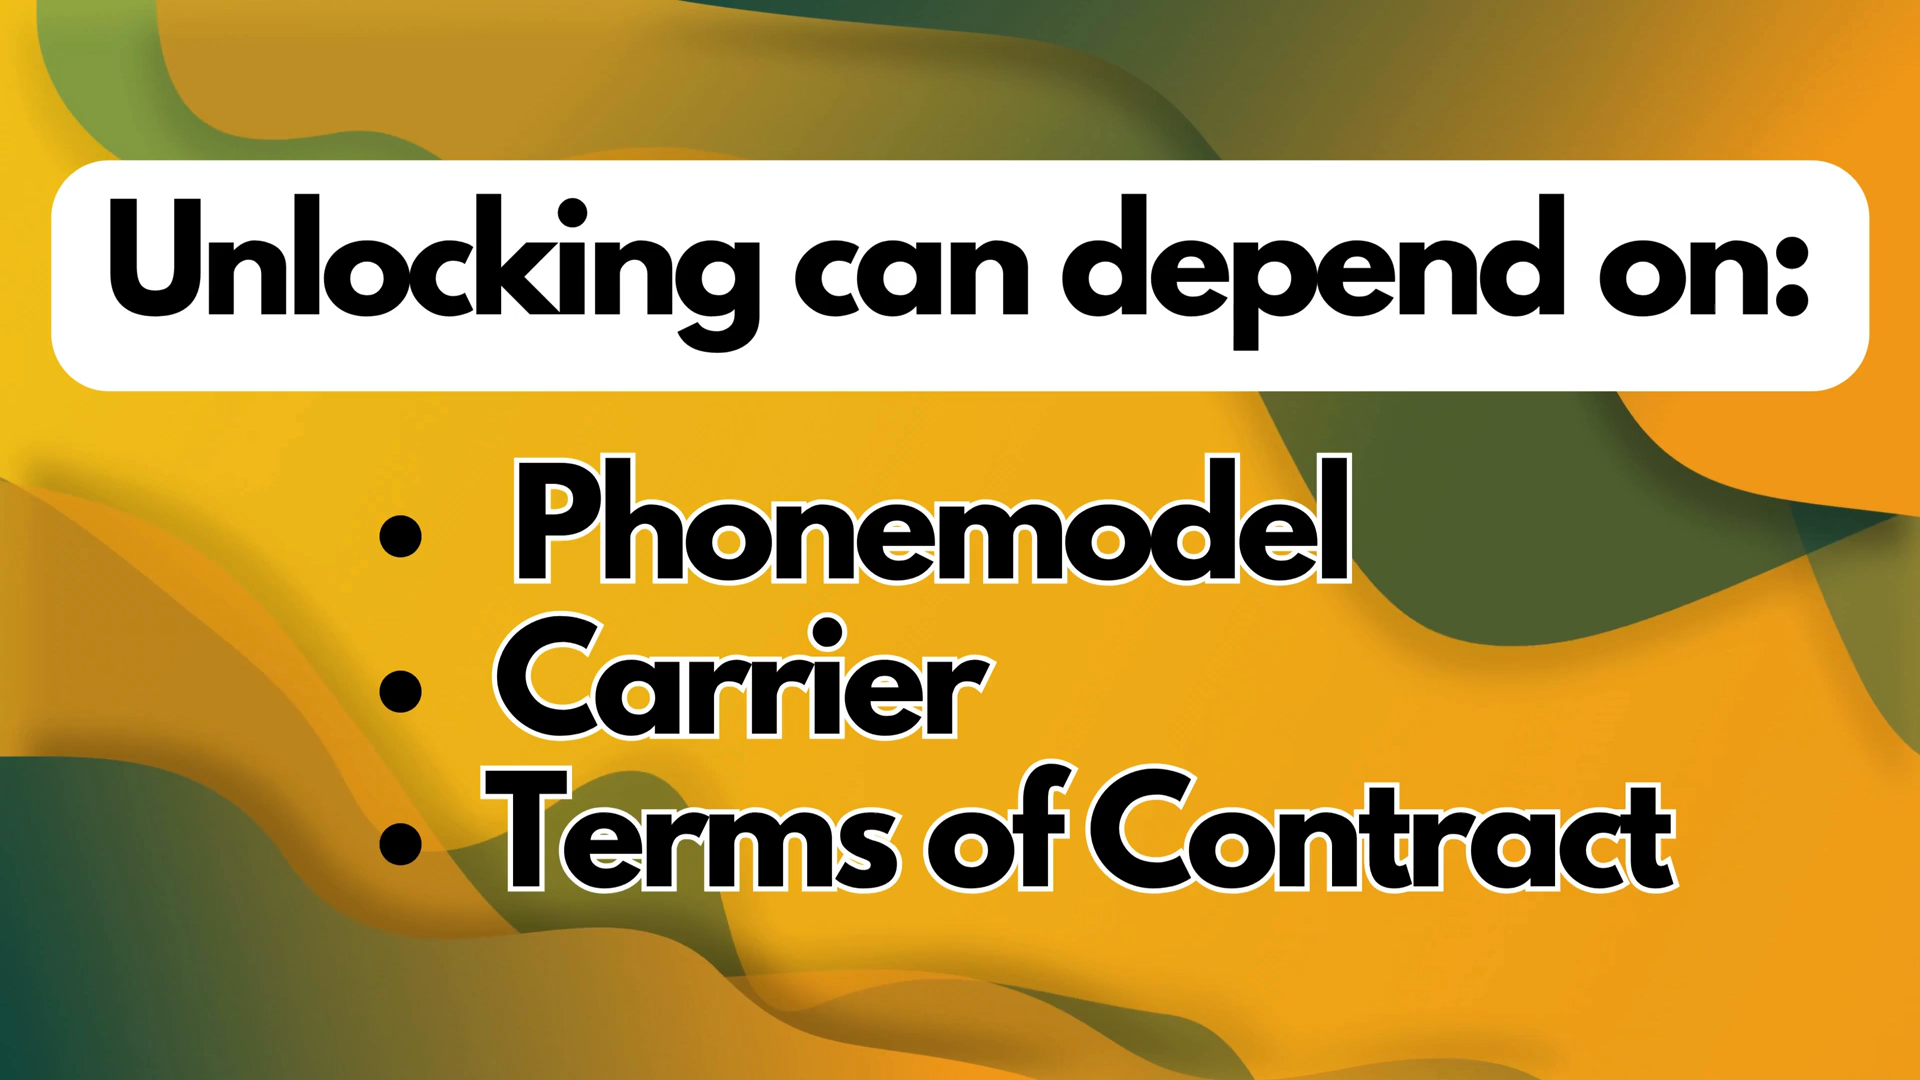 Unlocking can depend on:
• Phonemodel
• Carrier
• Terms of Contract